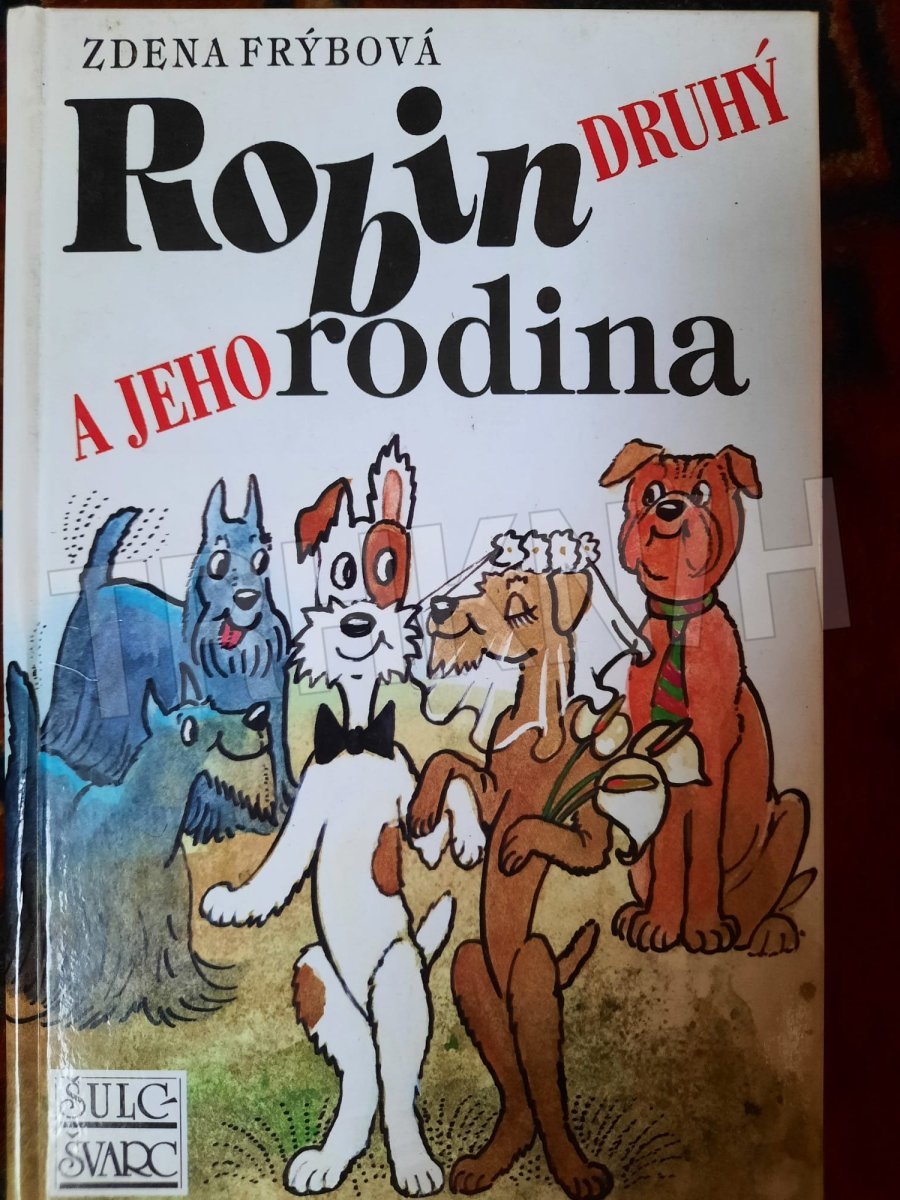 ZDENA FRÝBOVÁ
Robin DRUHÝ
A JEHO rodina
ŠULC-
ŠVARC